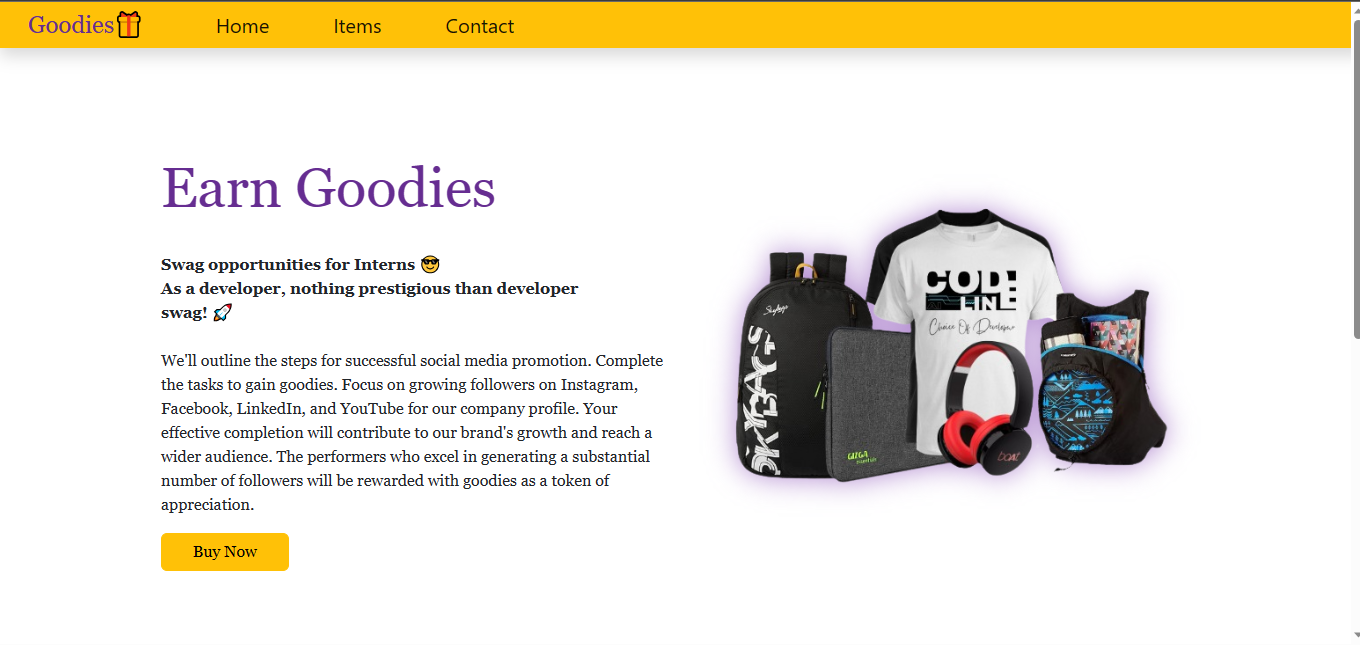 Goodies🎁
Home
Items
Contact
Earn Goodies
Swag opportunities for Interns 😎
As a developer, nothing prestigious than developer
swag! 🚀
We'll outline the steps for successful social media promotion. Complete
the tasks to gain goodies. Focus on growing followers on Instagram,
Facebook, LinkedIn, and YouTube for our company profile. Your
effective completion will contribute to our brand's growth and reach a
wider audience. The performers who excel in generating a substantial
number of followers will be rewarded with goodies as a token of
appreciation.
Buy Now
Skybags
SKYBAGS
CODE
LINE
Choice Of Developer
GIZGA
essentials
boat